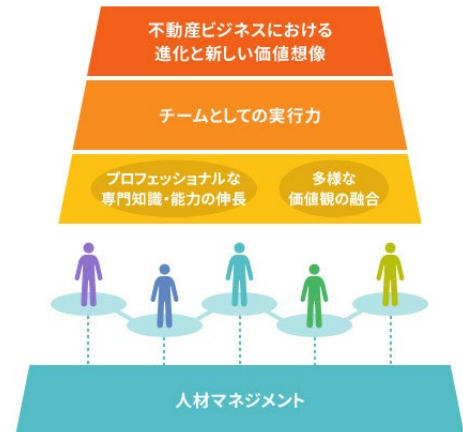 不動産ビジネスにおける
進化と新しい価値想像
チームとしての実行力
プロフェッショナルな
専門知識・能力の伸長
多様な
価値観の融合
人材マネジメント